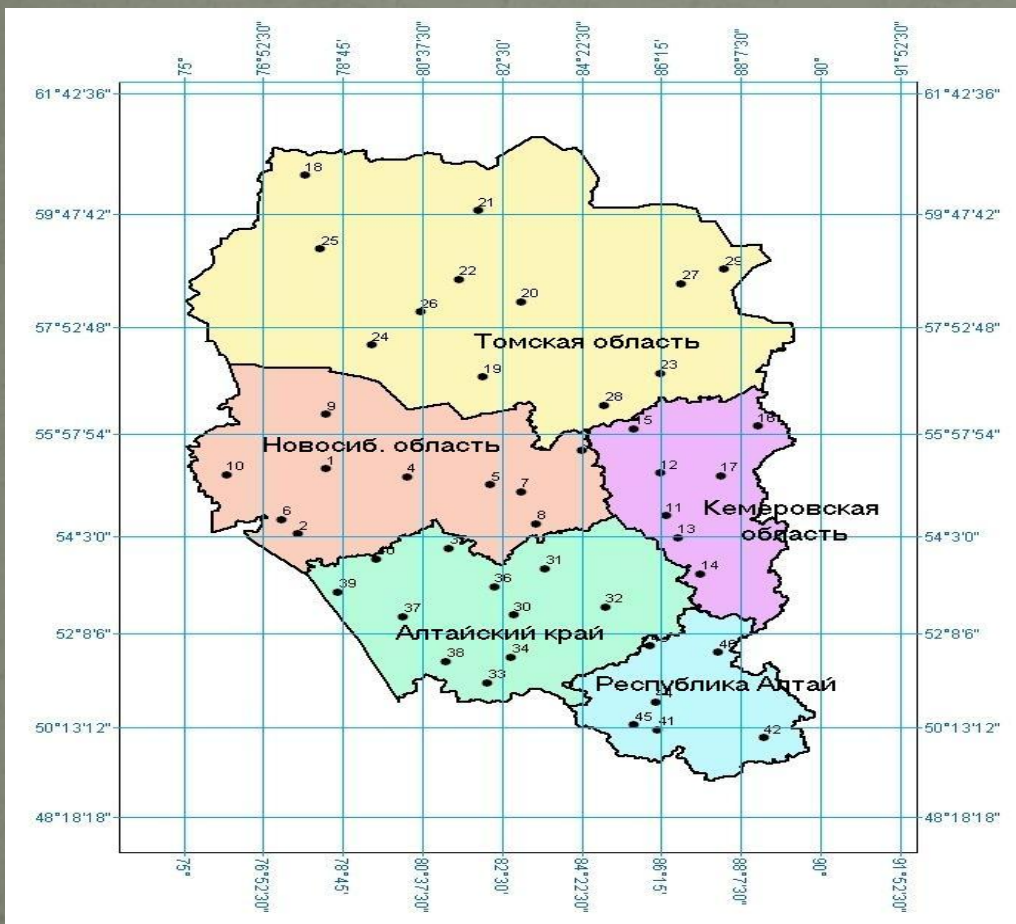 75° 76°52'30" 78°45' 80°37'30" 82°30' 84°22'30" 86°15' 88°7'30" 90° 91°52'30"
61°42'36" 61°42'36"
18
59°47'42" 21 59°47'42"
25
29
22 27
20
26
57°52'48" 57°52'48"
24 Томская область
19 23
28
9 15 16
55°57'54" 55°57'54"
Новосиб. область
10 1 4 12 17
5
7
11 Кемеровская
6 8
2 13 область
54°3'0" 54°3'0"
31 14
39 36
32
37 30
52°8'6" Алтайский край 52°8'6"
38 34
33 Республика Алтай
45 41
50°13'12" 42 50°13'12"
48°18'18" 48°18'18"
75° 76°52'30" 78°45' 80°37'30" 82°30' 84°22'30" 86°15' 88°7'30" 90° 91°52'30"